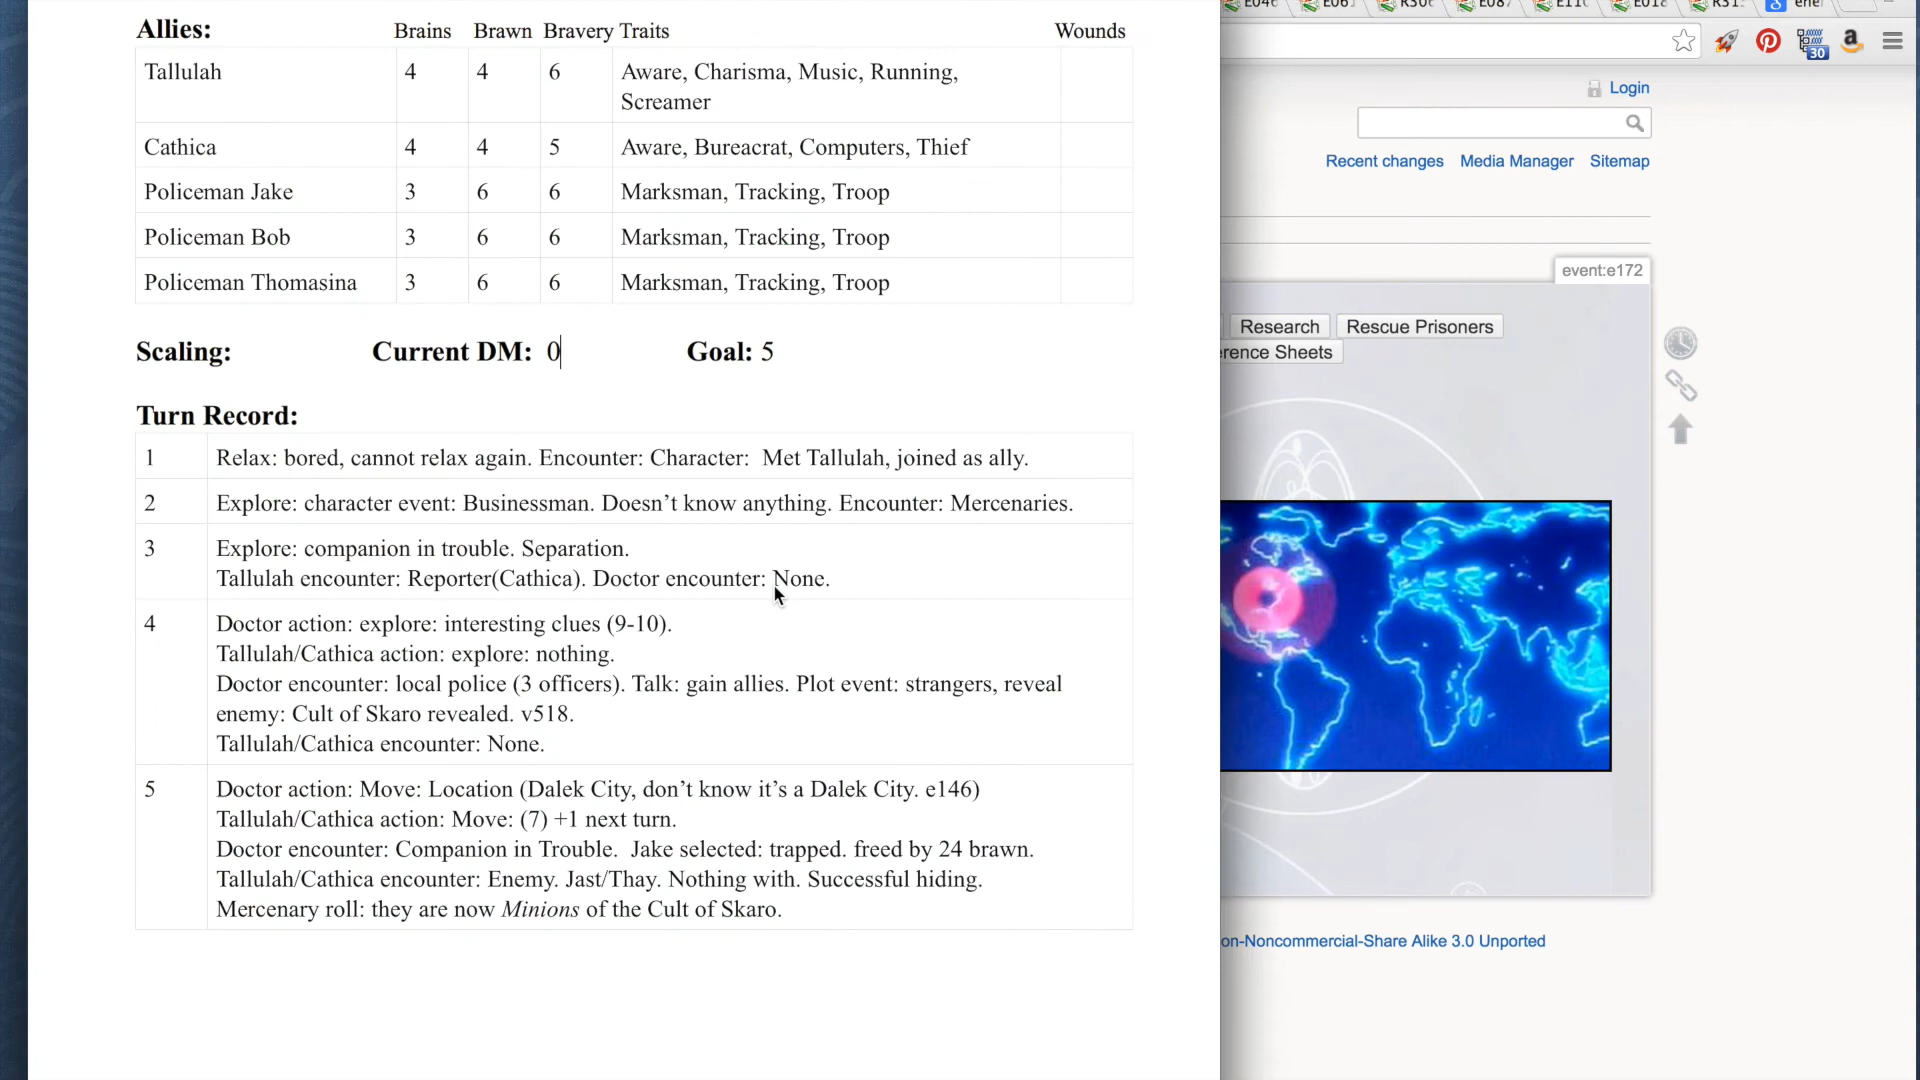 Allies: Brains Brawn Bravery Traits Wounds
Tallulah 4 4 6 Aware, Charisma, Music, Running,
Screamer
Cathica 4 4 5 Aware, Bureacrat, Computers, Thief
Policeman Jake 3 6 6 Marksman, Tracking, Troop
Policeman Bob 3 6 6 Marksman, Tracking, Troop
Policeman Thomasina 3 6 6 Marksman, Tracking, Troop
Scaling: Current DM: 0 Goal: 5
Turn Record:
1 Relax: bored, cannot relax again. Encounter: Character: Met Tallulah, joined as ally.
2 Explore: character event: Businessman. Doesn’t know anything. Encounter: Mercenaries.
3 Explore: companion in trouble. Separation.
Tallulah encounter: Reporter(Cathica). Doctor encounter: None.
4 Doctor action: explore: interesting clues (9-10).
Tallulah/Cathica action: explore: nothing.
Doctor encounter: local police (3 officers). Talk: gain allies. Plot event: strangers, reveal
enemy: Cult of Skaro revealed. v518.
Tallulah/Cathica encounter: None.
5 Doctor action: Move: Location (Dalek City, don’t know it’s a Dalek City. e146)
Tallulah/Cathica action: Move: (7) +1 next turn.
Doctor encounter: Companion in Trouble. Jake selected: trapped. freed by 24 brawn.
Tallulah/Cathica encounter: Enemy. Jast/Thay. Nothing with. Successful hiding.
Mercenary roll: they are now Minions of the Cult of Skaro.
30
Login
Recent changes Media Manager Sitemap
event:e172
Research Rescue Prisoners
erence Sheets
on-Noncommercial-Share Alike 3.0 Unported